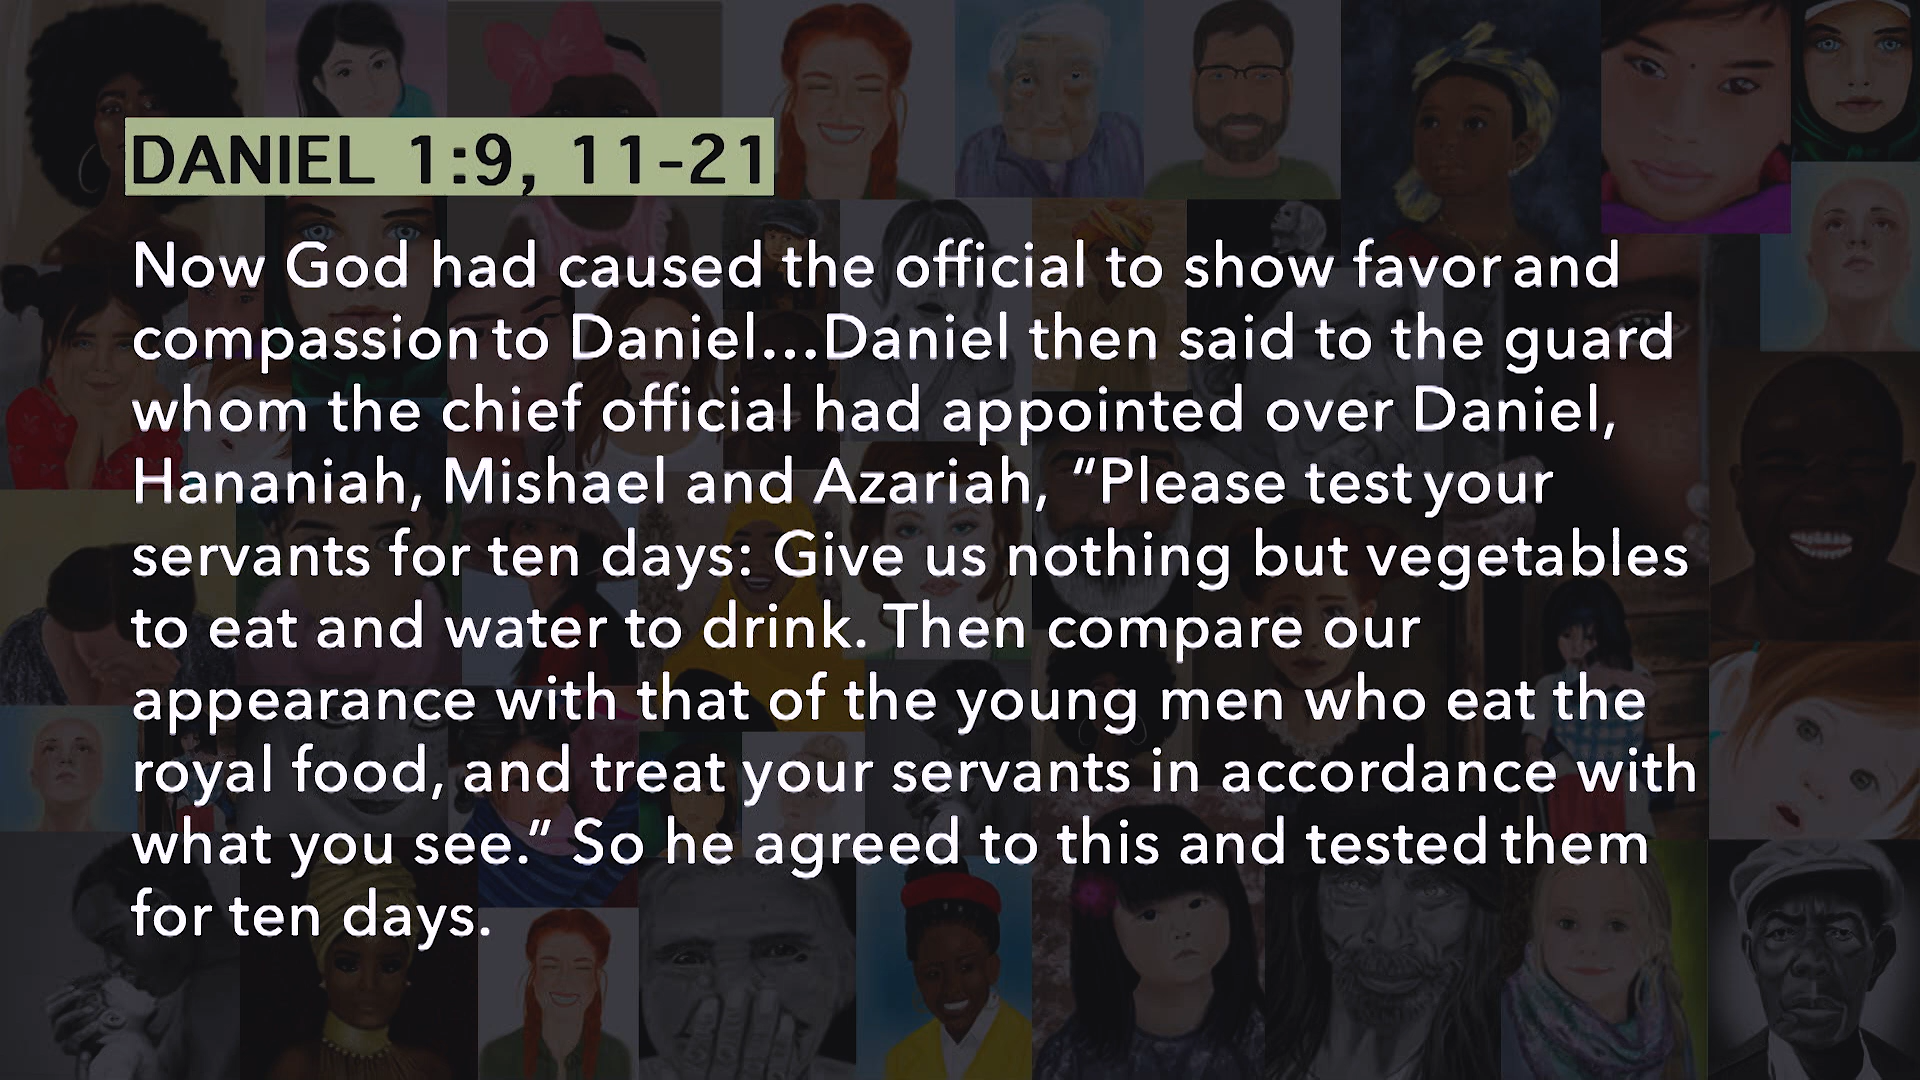 DANIEL 1:9, 11-21
Now God had caused the official to show favor and
compassion to Daniel...Daniel then said to the guard
whom the chief official had appointed over Daniel,
Hananiah, Mishael and Azariah, “Please test your
servants for ten days: Give us nothing but vegetables
to eat and water to drink. Then compare our
appearance with that of the young men who eat the
royal food, and treat your servants in accordance with
what you see.” So he agreed to this and tested them
for ten days.